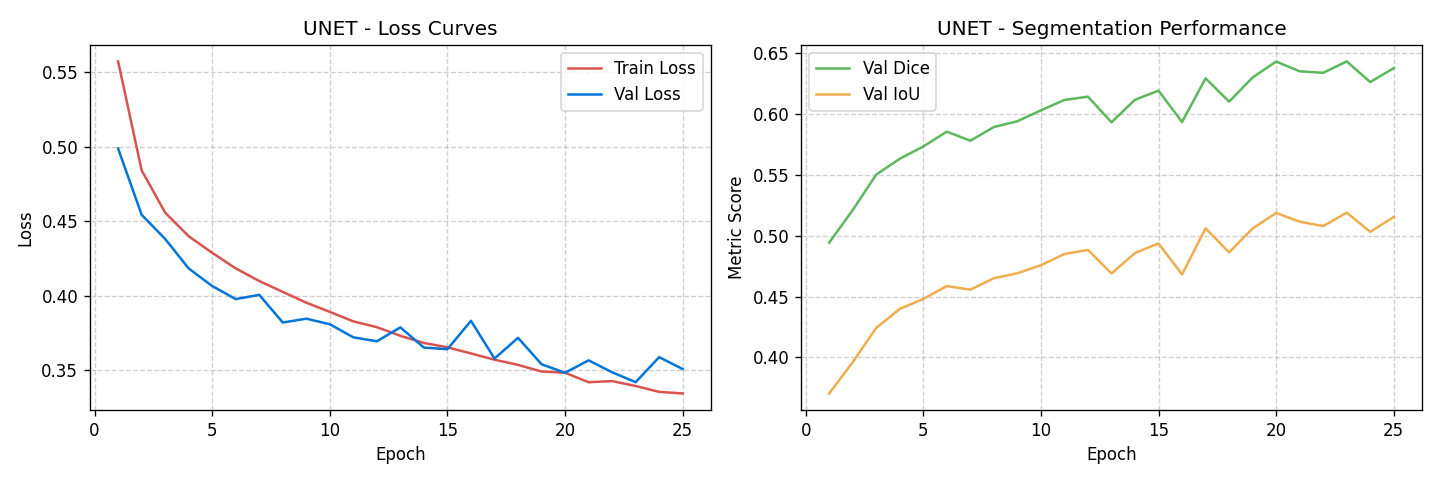 UNET - Loss Curves
Loss
0.55
0.50
0.45
0.40
0.35
Train Loss
Val Loss
0 5 10 15 20 25
Epoch
UNET - Segmentation Performance
Metric Score
0.65
0.60
0.55
0.50
0.45
0.40
Val Dice
Val IoU
0 5 10 15 20 25
Epoch